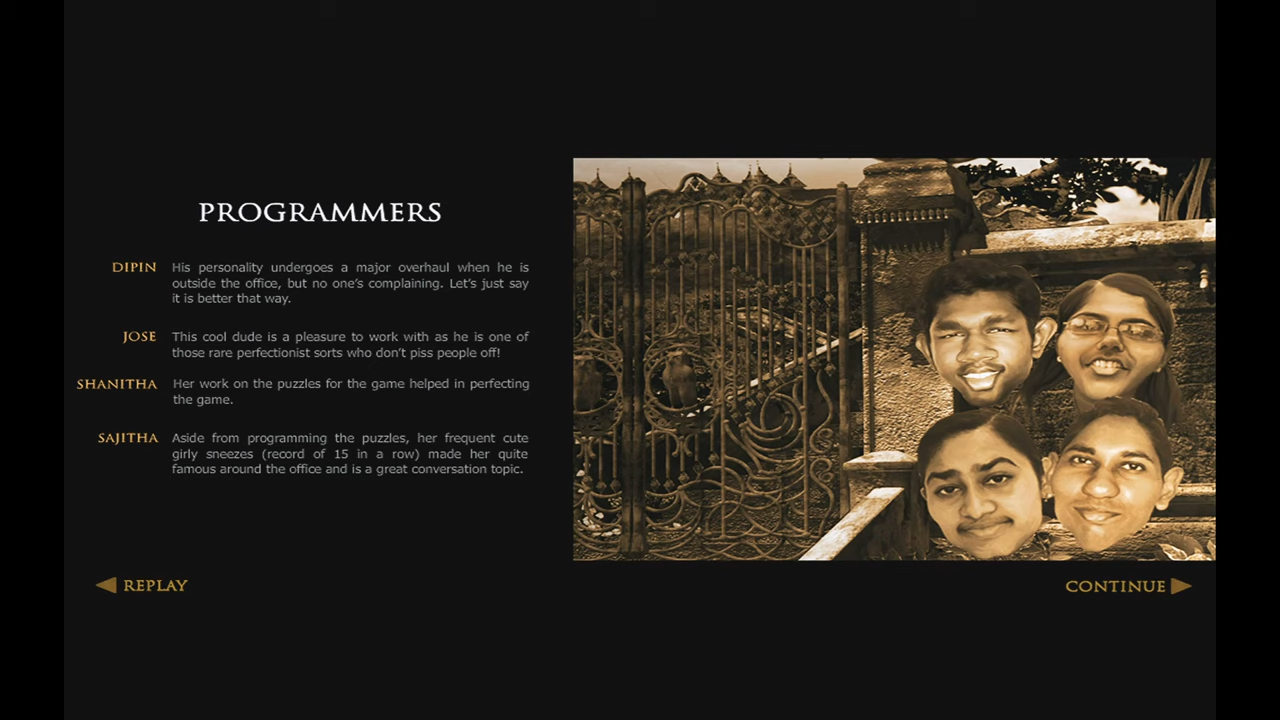 PROGRAMMERS
DIPIN His personality undergoes a major overhaul when he is
outside the office, but no one's complaining. Let's just say
it is better that way.
JOSE This cool dude is a pleasure to work with as he is one of
those rare perfectionist sorts who don't piss people off!
SHANITHA Her work on the puzzles for the game helped in perfecting
the game.
SAJITHA Aside from programming the puzzles, her frequent cute
girly sneezes (record of 15 in a row) made her quite
famous around the office and is a great conversation topic.
REPLAY
CONTINUE